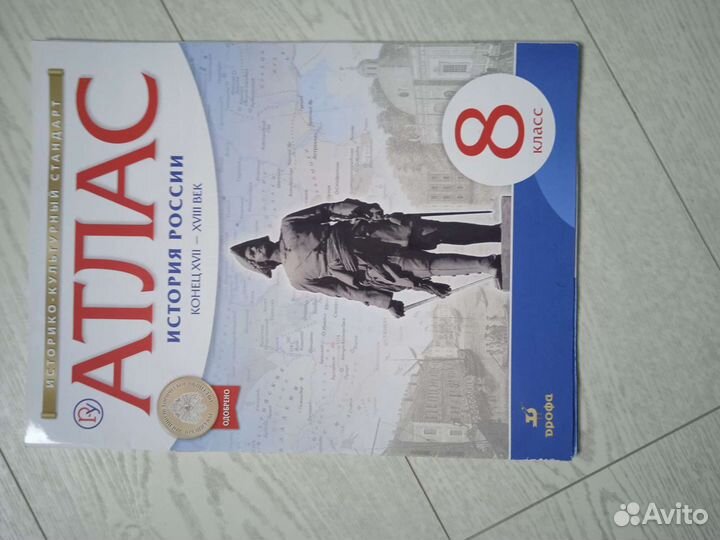 ИСТОРИКО-КУЛЬТУРНЫЙ СТАНДАРТ
АТЛАС
ИСТОРИЯ РОССИИ
КОНЕЦ XVII – XVIII ВЕК
8
класс
ОДОБРЕНО
дрофа
Avito